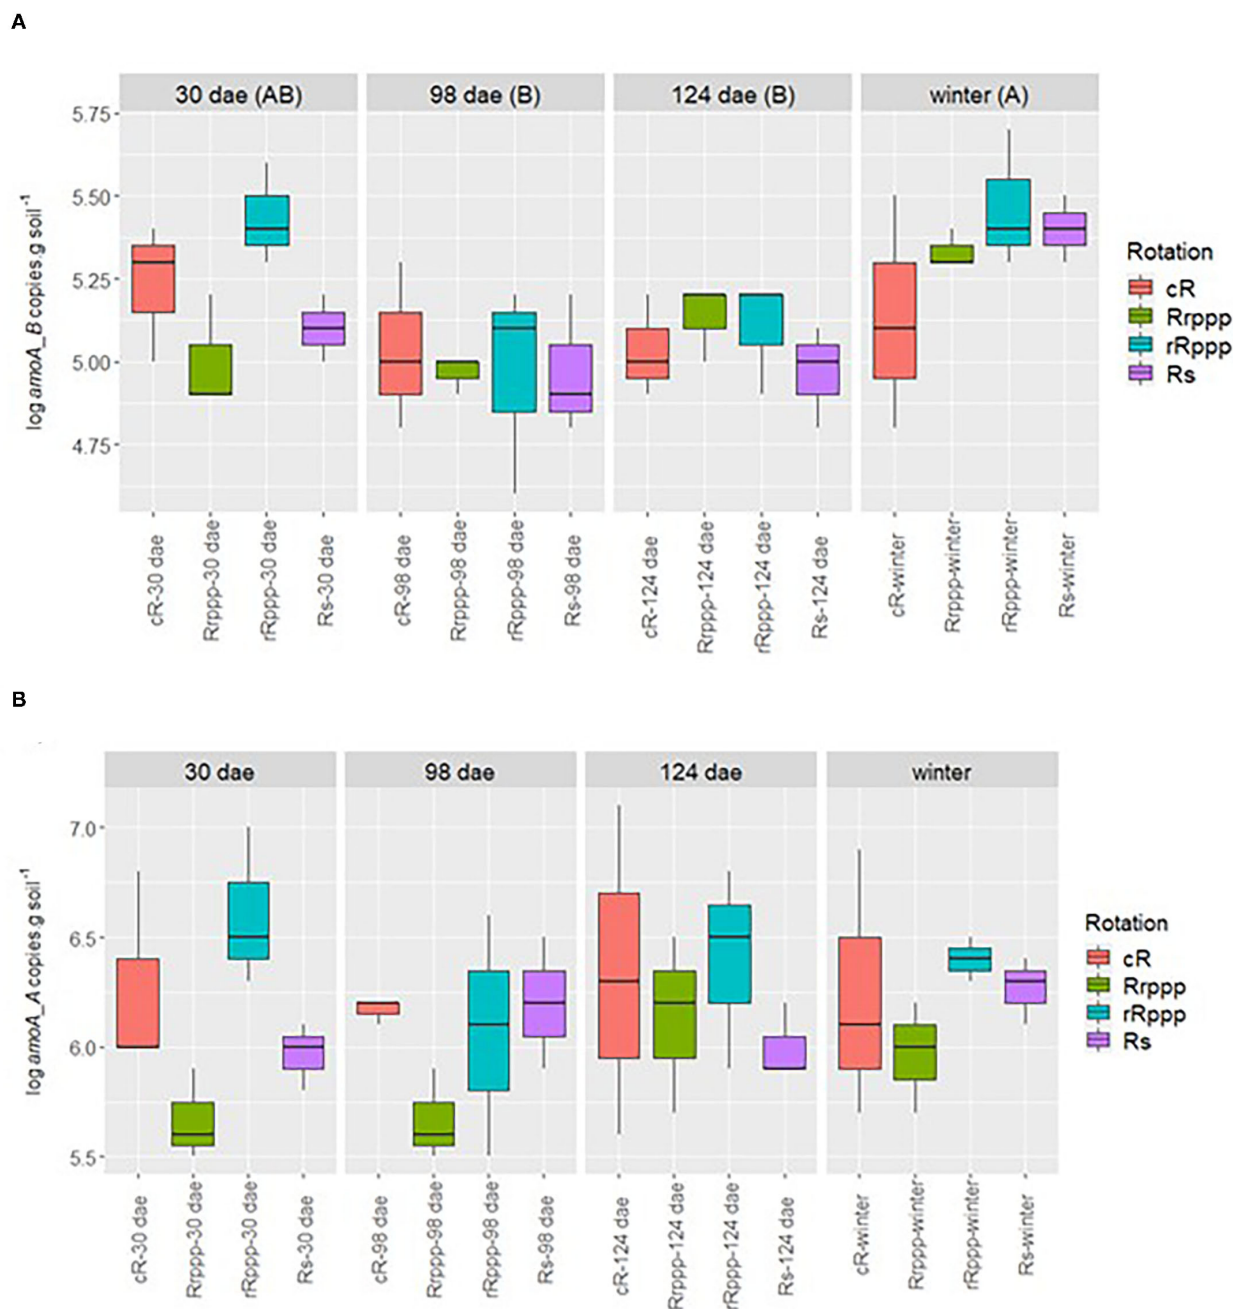 A
30 dae (AB) 98 dae (B) 124 dae (B) winter (A)
5.75
5.50
5.25
5.00
4.75
log amoA_B copies.g soil⁻¹
Rotation
cR
Rrppp
rRppp
Rs
cR-30 dae
Rrppp-30 dae
rRppp-30 dae
Rs-30 dae
cR-98 dae
Rrppp-98 dae
rRppp-98 dae
Rs-98 dae
cR-124 dae
Rrppp-124 dae
rRppp-124 dae
Rs-124 dae
cR-winter
Rrrppp-winter
rRppp-winter
Rs-winter
B
30 dae 98 dae 124 dae winter
7.0
6.5
6.0
5.5
log amoA_A copies.g soil⁻¹
Rotation
cR
Rrppp
rRppp
Rs
cR-30 dae
Rrppp-30 dae
rRppp-30 dae
Rs-30 dae
cR-98 dae
Rrppp-98 dae
rRppp-98 dae
Rs-98 dae
cR-124 dae
Rrppp-124 dae
rRppp-124 dae
Rs-124 dae
cR-winter
Rrppp-winter
rRppp-winter
Rs-winter